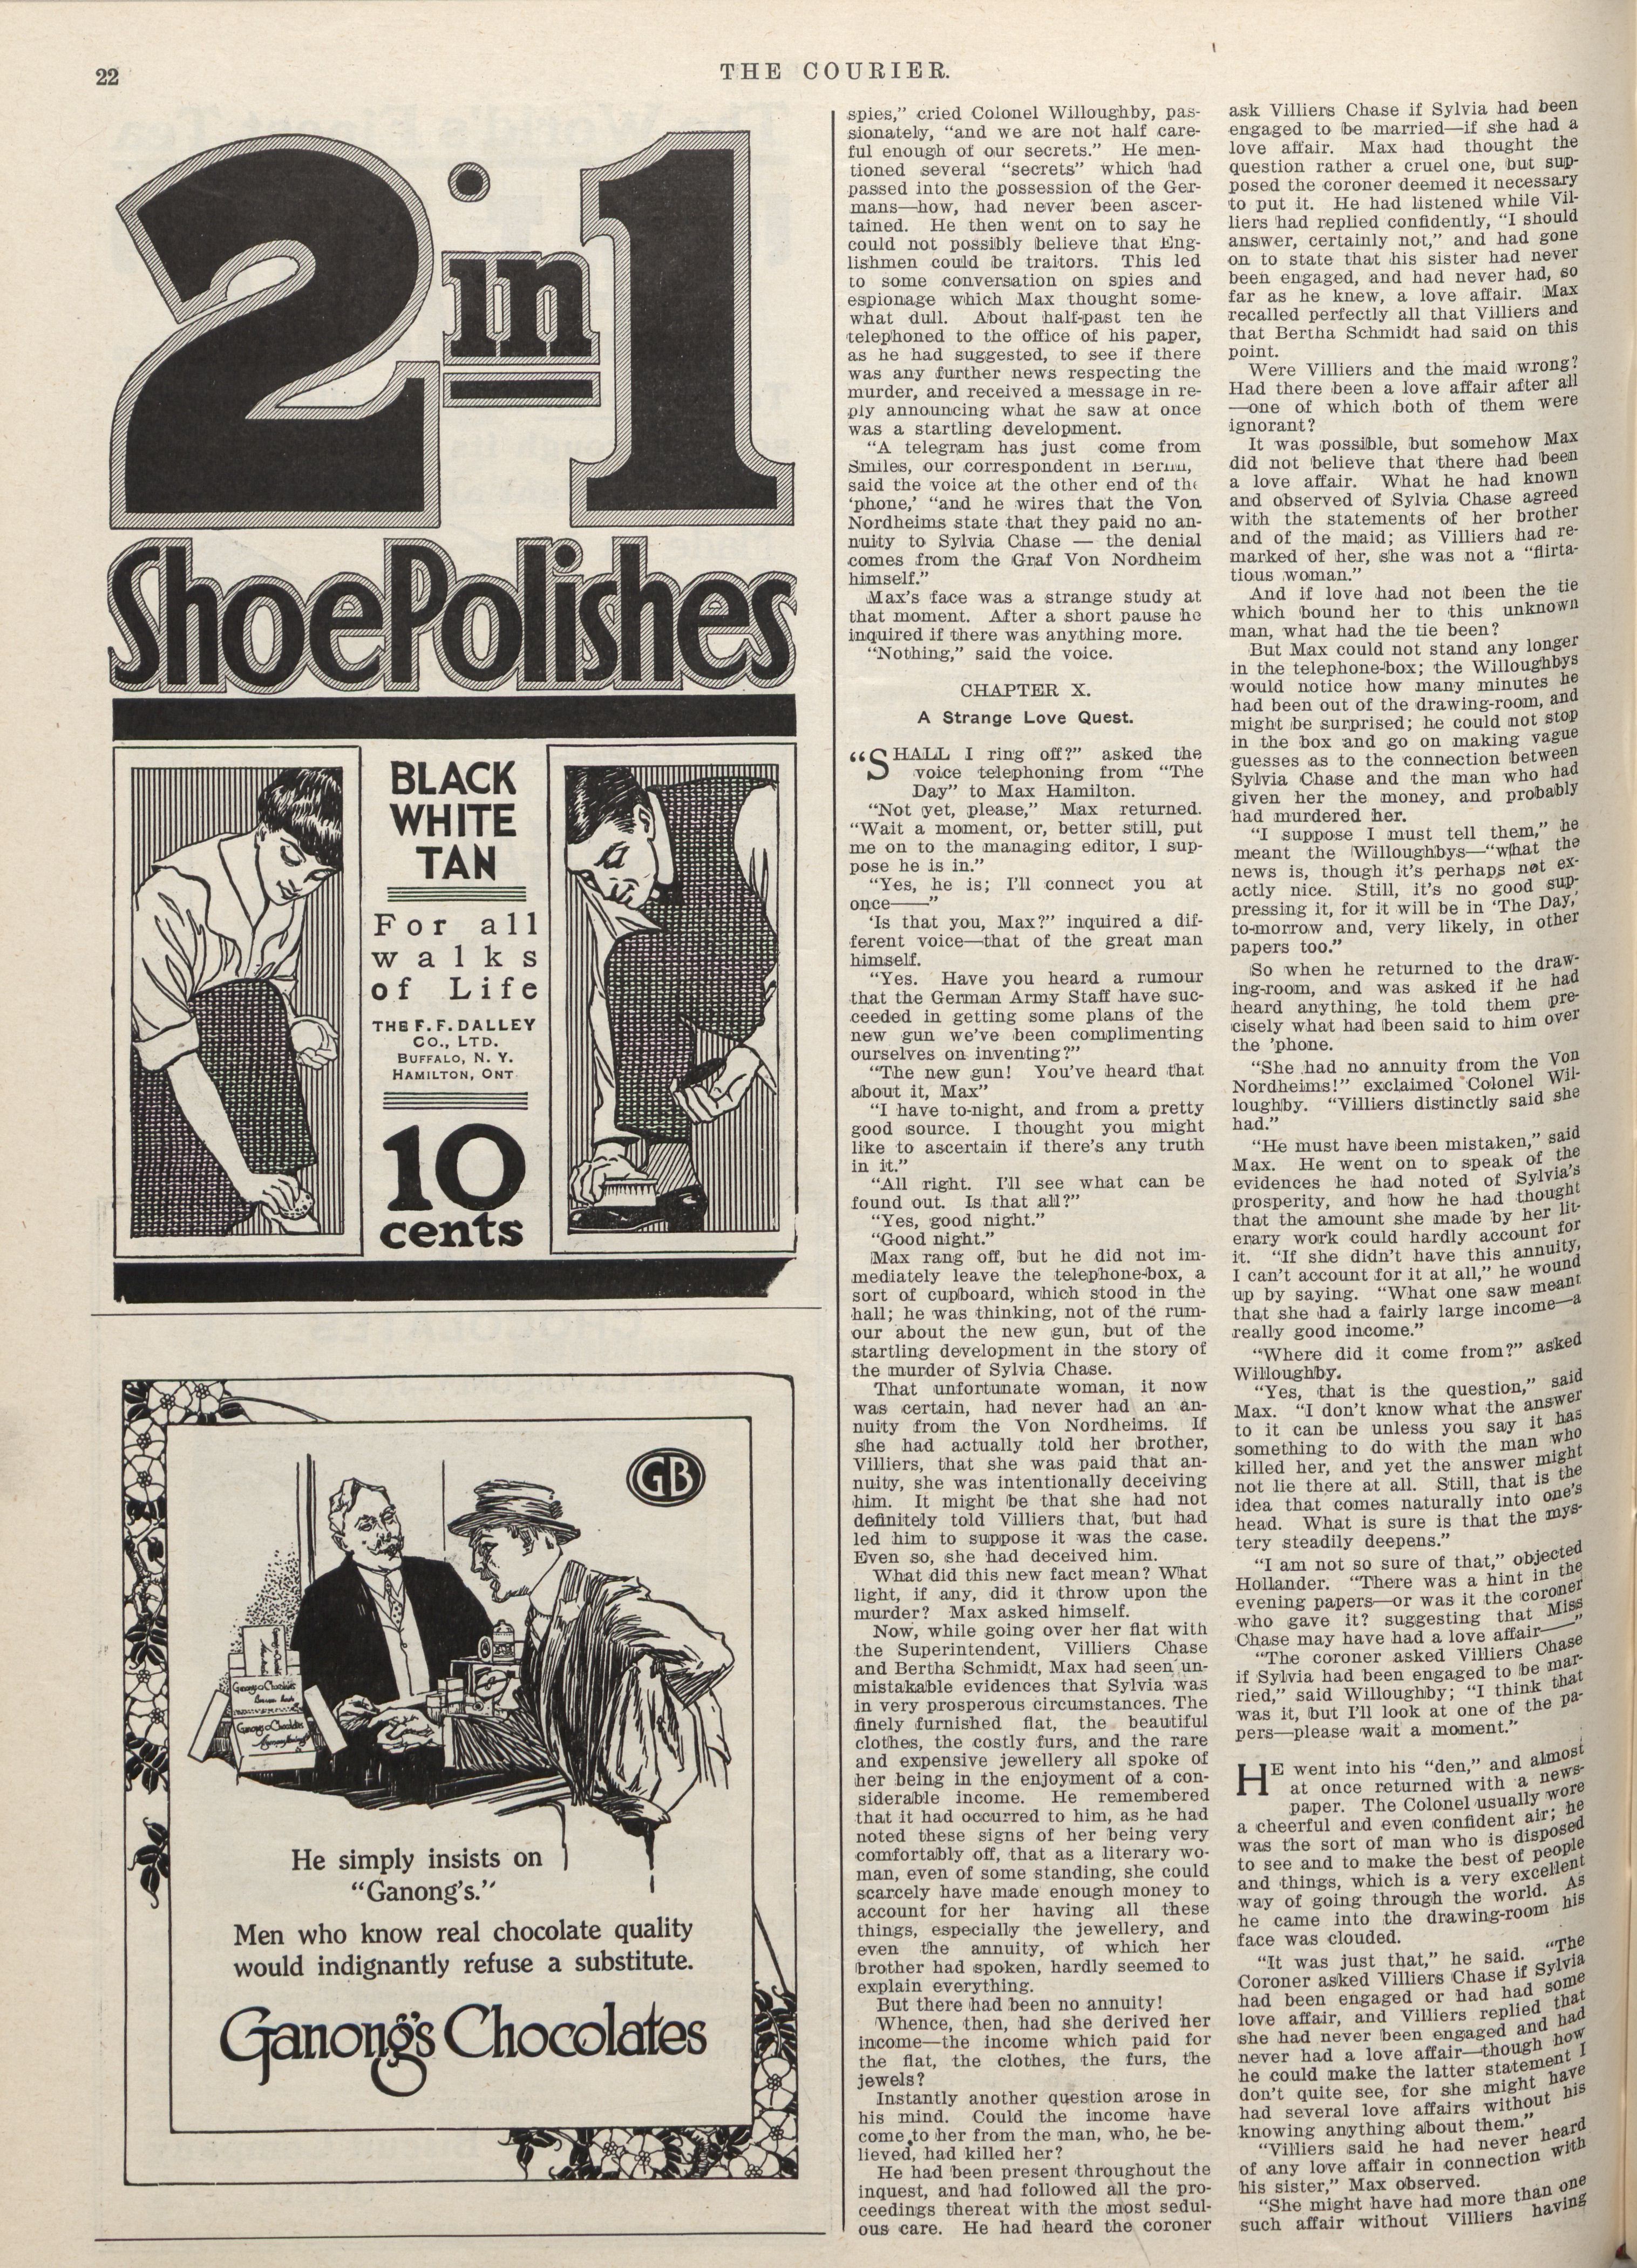 22
THE COURIER.
2 in 1
Shoe Polishes
BLACK
WHITE
TAN
For all
walks
of Life
THE F. F. DALLEY
CO., LTD.
BUFFALO, N. Y.
HAMILTON, ONT
10
cents
GB
Ganong's Chocolates
Ganong's Chocolates
He simply insists on
"Ganong's."
Men who know real chocolate quality
would indignantly refuse a substitute.
Ganong's Chocolates
spies," cried Colonel Willoughby, pas-
sionately, "and we are not half care-
ful enough of our secrets." He men-
tioned several "secrets" which had
passed into the possession of the Ger-
mans—how, had never been ascer-
tained. He then went on to say he
could not possibly believe that Eng-
lishmen could be traitors. This led
to some conversation on spies and
espionage which Max thought some-
what dull. About half-past ten he
telephoned to the office of his paper,
as he had suggested, to see if there
was any further news respecting the
murder, and received a message in re-
ply announcing what he saw at once
was a startling development.
"A telegram has just come from
Smiles, our correspondent in Berlin,
said the voice at the other end of the
'phone,' "and he wires that the Von
Nordheims state that they paid no an-
nuity to Sylvia Chase — the denial
comes from the Graf Von Nordheim
himself."
Max's face was a strange study at
that moment. After a short pause he
inquired if there was anything more.
"Nothing," said the voice.
CHAPTER X.
A Strange Love Quest.
"SHALL I ring off?" asked the
voice telephoning from "The
Day" to Max Hamilton.
"Not yet, please," Max returned.
"Wait a moment, or, better still, put
me on to the managing editor, I sup-
pose he is in."
"Yes, he is; I'll connect you at
once——"
'Is that you, Max?" inquired a dif-
ferent voice—that of the great man
himself.
"Yes. Have you heard a rumour
that the German Army Staff have suc-
ceeded in getting some plans of the
new gun we've been complimenting
ourselves on inventing?"
"The new gun! You've heard that
about it, Max"
"I have to-night, and from a pretty
good source. I thought you might
like to ascertain if there's any truth
in it."
"All right. I'll see what can be
found out. Is that all?"
"Yes, good night."
"Good night."
Max rang off, but he did not im-
mediately leave the telephone-box, a
sort of cupboard, which stood in the
hall; he was thinking, not of the rum-
our about the new gun, but of the
startling development in the story of
the murder of Sylvia Chase.
That unfortunate woman, it now
was certain, had never had an an-
nuity from the Von Nordheims. If
she had actually told her brother,
Villiers, that she was paid that an-
nuity, she was intentionally deceiving
him. It might be that she had not
definitely told Villiers that, but had
led him to suppose it was the case.
Even so, she had deceived him.
What did this new fact mean? What
light, if any, did it throw upon the
murder? Max asked himself.
Now, while going over her flat with
the Superintendent, Villiers Chase
and Bertha Schmidt, Max had seen un-
mistakable evidences that Sylvia was
in very prosperous circumstances. The
finely furnished flat, the beautiful
clothes, the costly furs, and the rare
and expensive jewellery all spoke of
her being in the enjoyment of a con-
siderable income. He remembered
that it had occurred to him, as he had
noted these signs of her being very
comfortably off, that as a literary wo-
man, even of some standing, she could
scarcely have made enough money to
account for her having all these
things, especially the jewellery, and
even the annuity, of which her
brother had spoken, hardly seemed to
explain everything.
But there had been no annuity!
Whence, then, had she derived her
income—the income which paid for
the flat, the clothes, the furs, the
jewels?
Instantly another question arose in
his mind. Could the income have
come to her from the man, who, he be-
lieved, had killed her?
He had been present throughout the
inquest, and had followed all the pro-
ceedings thereat with the most sedul-
ous care. He had heard the coroner
ask Villiers Chase if Sylvia had been
engaged to be married—if she had a
love affair. Max had thought the
question rather a cruel one, but sup-
posed the coroner deemed it necessary
to put it. He had listened while Vil-
liers had replied confidently, "I should
answer, certainly not," and had gone
on to state that his sister had never
been engaged, and had never had, so
far as he knew, a love affair. Max
recalled perfectly all that Villiers and
that Bertha Schmidt had said on this
point.
Were Villiers and the maid wrong?
Had there been a love affair after all
—one of which both of them were
ignorant?
It was possible, but somehow Max
did not believe that there had been
a love affair. What he had known
and observed of Sylvia Chase agreed
with the statements of her brother
and of the maid; as Villiers had re-
marked of her, she was not a "flirta-
tious woman."
And if love had not been the tie
which bound her to this unknown
man, what had the tie been?
But Max could not stand any longer
in the telephone-box; the Willoughbys
would notice how many minutes he
had been out of the drawing-room, and
might be surprised; he could not stop
in the box and go on making vague
guesses as to the connection between
Sylvia Chase and the man who had
given her the money, and probably
had murdered her.
"I suppose I must tell them," he
meant the Willoughbys—"what the
news is, though it's perhaps not ex-
actly nice. Still, it's no good sup-
pressing it, for it will be in 'The Day,'
to-morrow and, very likely, in other
papers too."
So when he returned to the draw-
ing-room, and was asked if he had
heard anything, he told them pre-
cisely what had been said to him over
the 'phone.
"She had no annuity from the Von
Nordheims!" exclaimed Colonel Wil-
loughby. "Villiers distinctly said she
had."
"He must have been mistaken," said
Max. He went on to speak of the
evidences he had noted of Sylvia's
prosperity, and how he had thought
that the amount she made by her lit-
erary work could hardly account for
it. "If she didn't have this annuity,
I can't account for it at all," he wound
up by saying. "What one saw meant
that she had a fairly large income—a
really good income."
"Where did it come from?" asked
Willoughby.
"Yes, that is the question," said
Max. "I don't know what the answer
to it can be unless you say it has
something to do with the man who
killed her, and yet the answer might
not lie there at all. Still, that is the
idea that comes naturally into one's
head. What is sure is that the mys-
tery steadily deepens."
"I am not so sure of that," objected
Hollander. "There was a hint in the
evening papers—or was it the coroner
who gave it? suggesting that Miss
Chase may have had a love affair——"
"The coroner asked Villiers Chase
if Sylvia had been engaged to be mar-
ried," said Willoughby; "I think that
was it, but I'll look at one of the pa-
pers—please wait a moment."
HE went into his "den," and almost
at once returned with a news-
paper. The Colonel usually wore
a cheerful and even confident air; he
was the sort of man who is disposed
to see and to make the best of people
and things, which is a very excellent
way of going through the world. As
he came into the drawing-room his
face was clouded.
"It was just that," he said. "The
Coroner asked Villiers Chase if Sylvia
had been engaged or had had some
love affair, and Villiers replied that
she had never been engaged and had
never had a love affair—though how
he could make the latter statement I
don't quite see, for she might have
had several love affairs without his
knowing anything about them."
"Villiers said he had never heard
of any love affair in connection with
his sister," Max observed.
"She might have had more than one
such affair without Villiers having